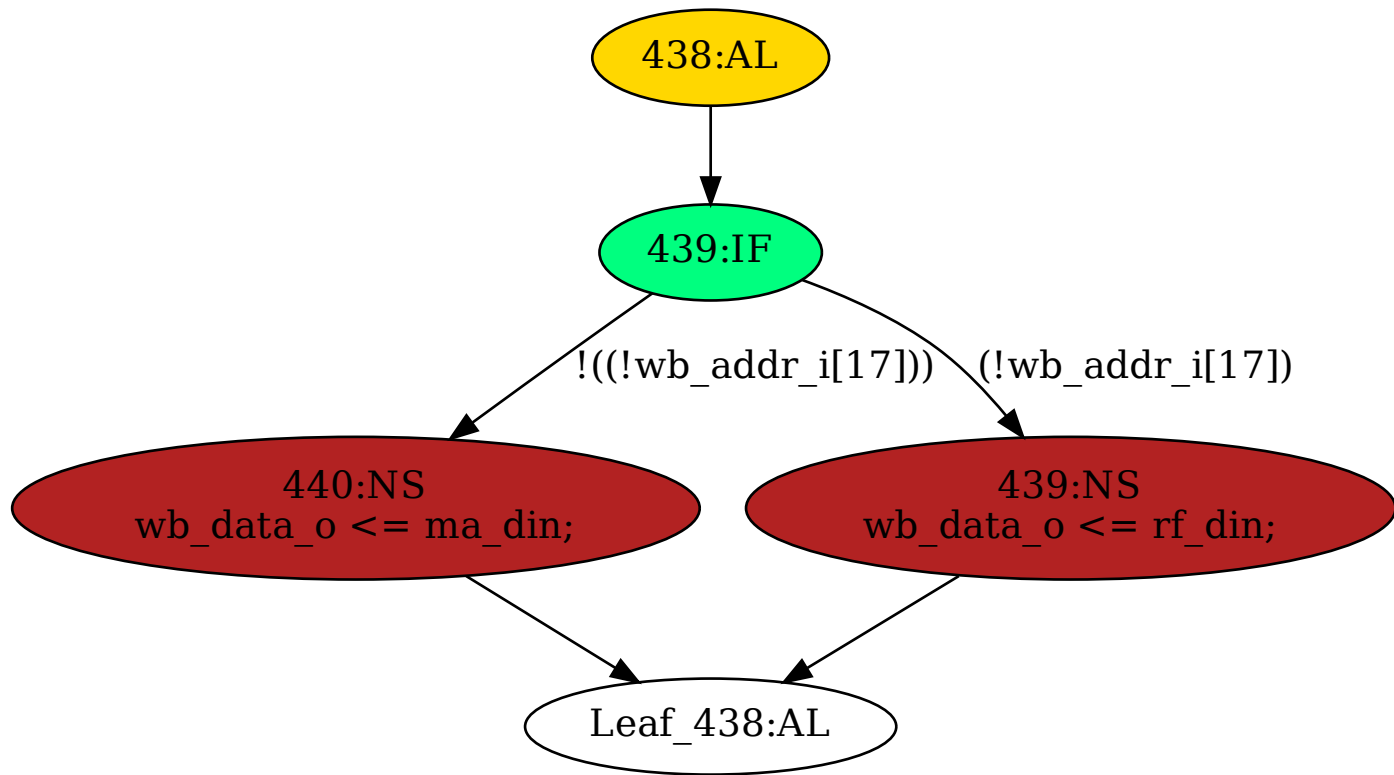 438:AL
439:IF
!((!wb_addr_i[17]))
(!wb_addr_i[17])
440:NS
wb_data_o <= ma_din;
439:NS
wb_data_o <= rf_din;
Leaf_438:AL